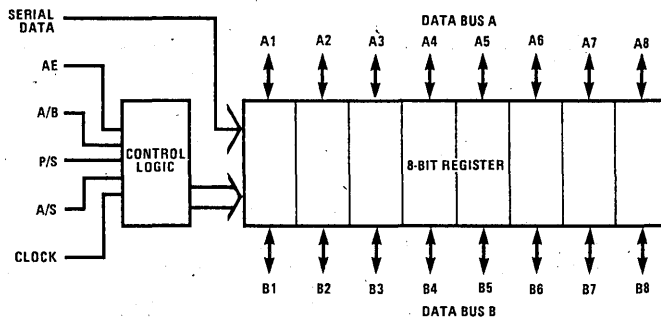 SERIAL
DATA
AE
A/B
P/S
A/S
CLOCK
CONTROL
LOGIC
DATA BUS A
A1 A2 A3 A4 A5 A6 A7 A8
8-BIT REGISTER
B1 B2 B3 B4 B5 B6 B7 B8
DATA BUS B